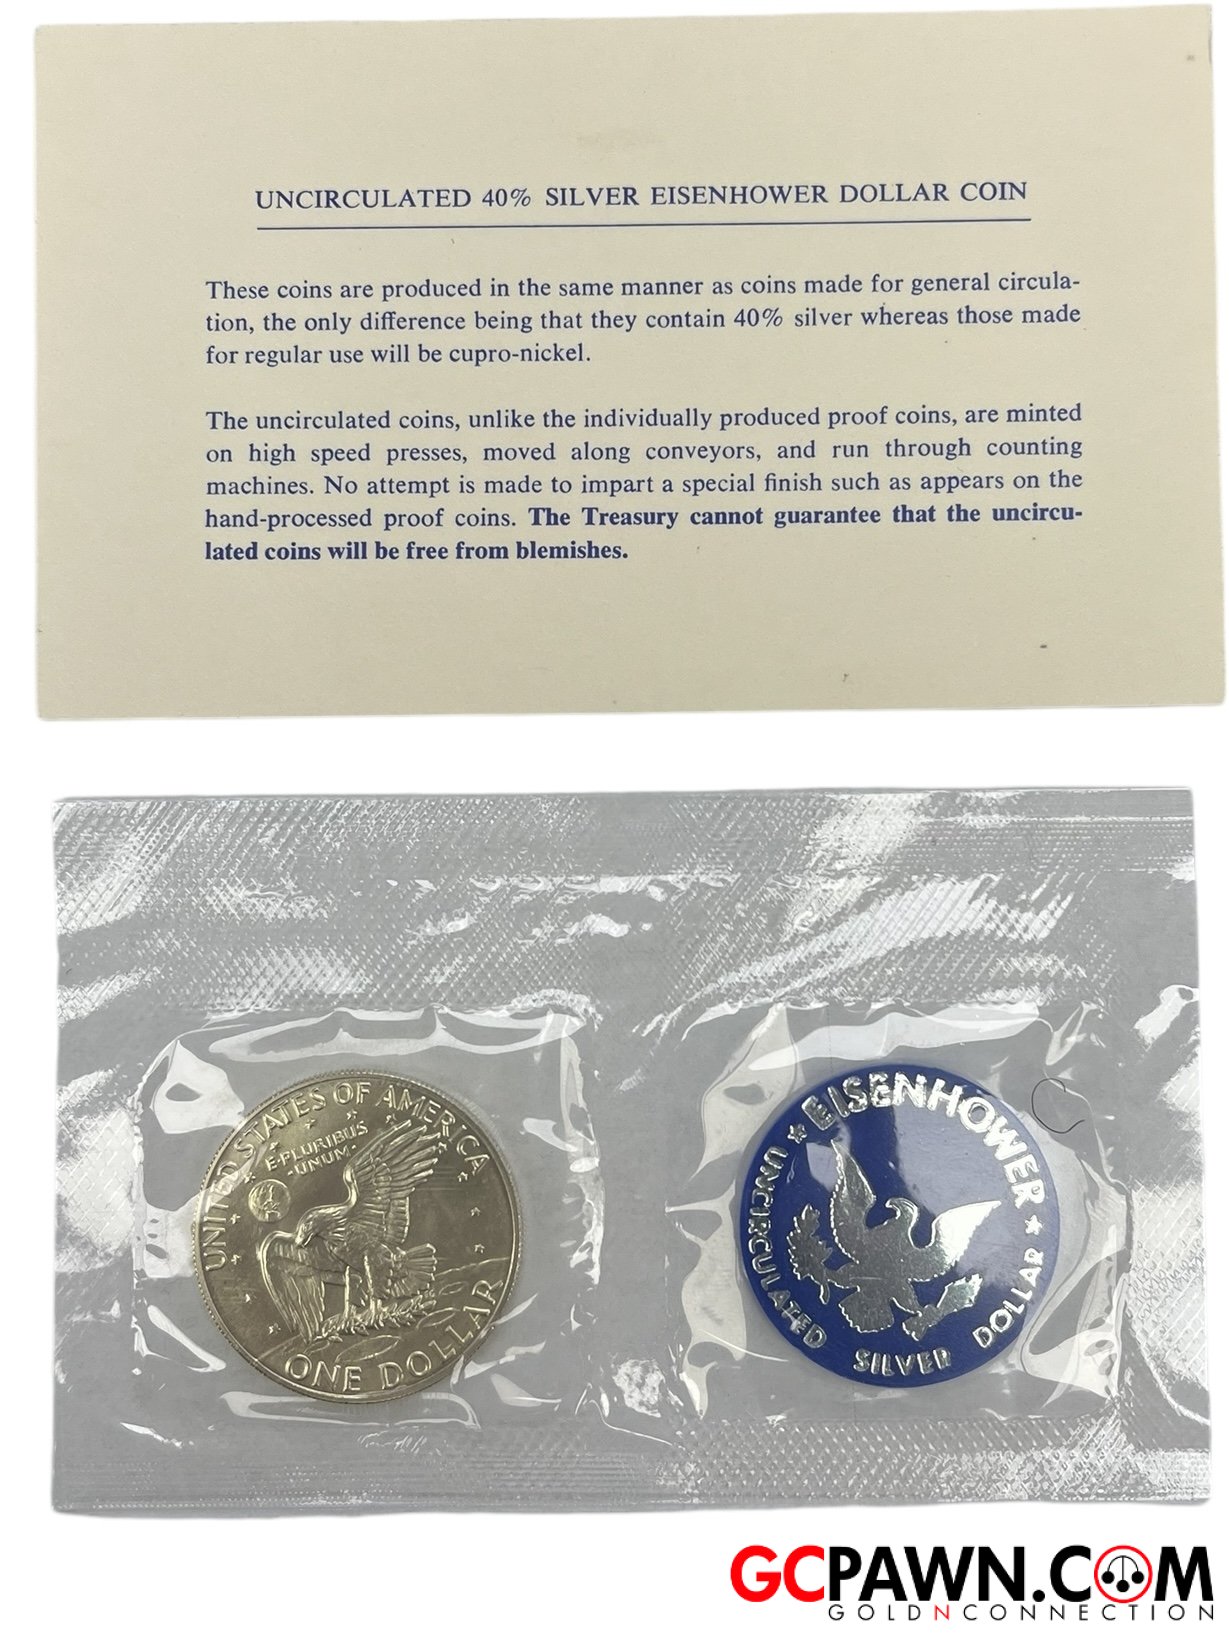 UNCIRCULATED 40% SILVER EISENHOWER DOLLAR COIN
These coins are produced in the same manner as coins made for general circula-
tion, the only difference being that they contain 40% silver whereas those made
for regular use will be cupro-nickel.
The uncirculated coins, unlike the individually produced proof coins, are minted
on high speed presses, moved along conveyors, and run through counting
machines. No attempt is made to impart a special finish such as appears on the
hand-processed proof coins. The Treasury cannot guarantee that the uncircu-
lated coins will be free from blemishes.
UNITED STATES OF AMERICA
E·PLURIBUS
·UNUM·
ONE DOLLAR
EISENHOWER
UNCIRCULATED SILVER DOLLAR
GCPAWN.COM
GOLDNCONNECTION